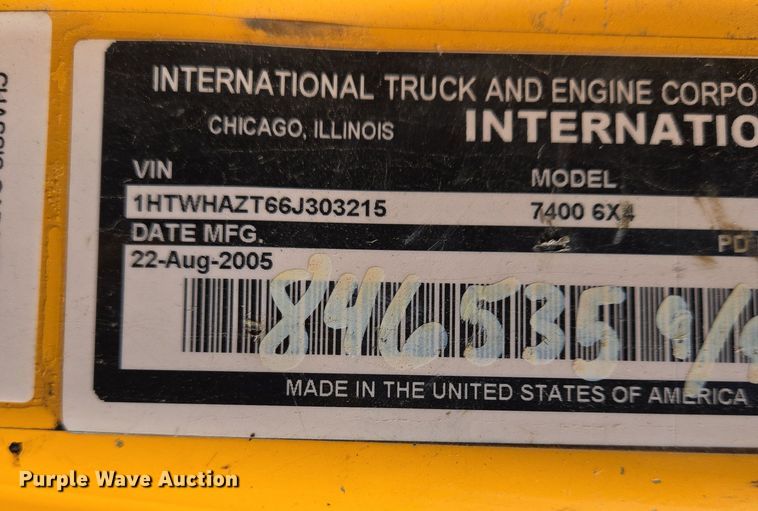 INTERNATIONAL TRUCK AND ENGINE CORPO
CHICAGO, ILLINOIS
INTERNATIO
VIN
MODEL
1HTWHAZT66J303215
7400 6X4
DATE MFG.
PD
22-Aug-2005
846535
MADE IN THE UNITED STATES OF AMERICA
Purple Wave Auction